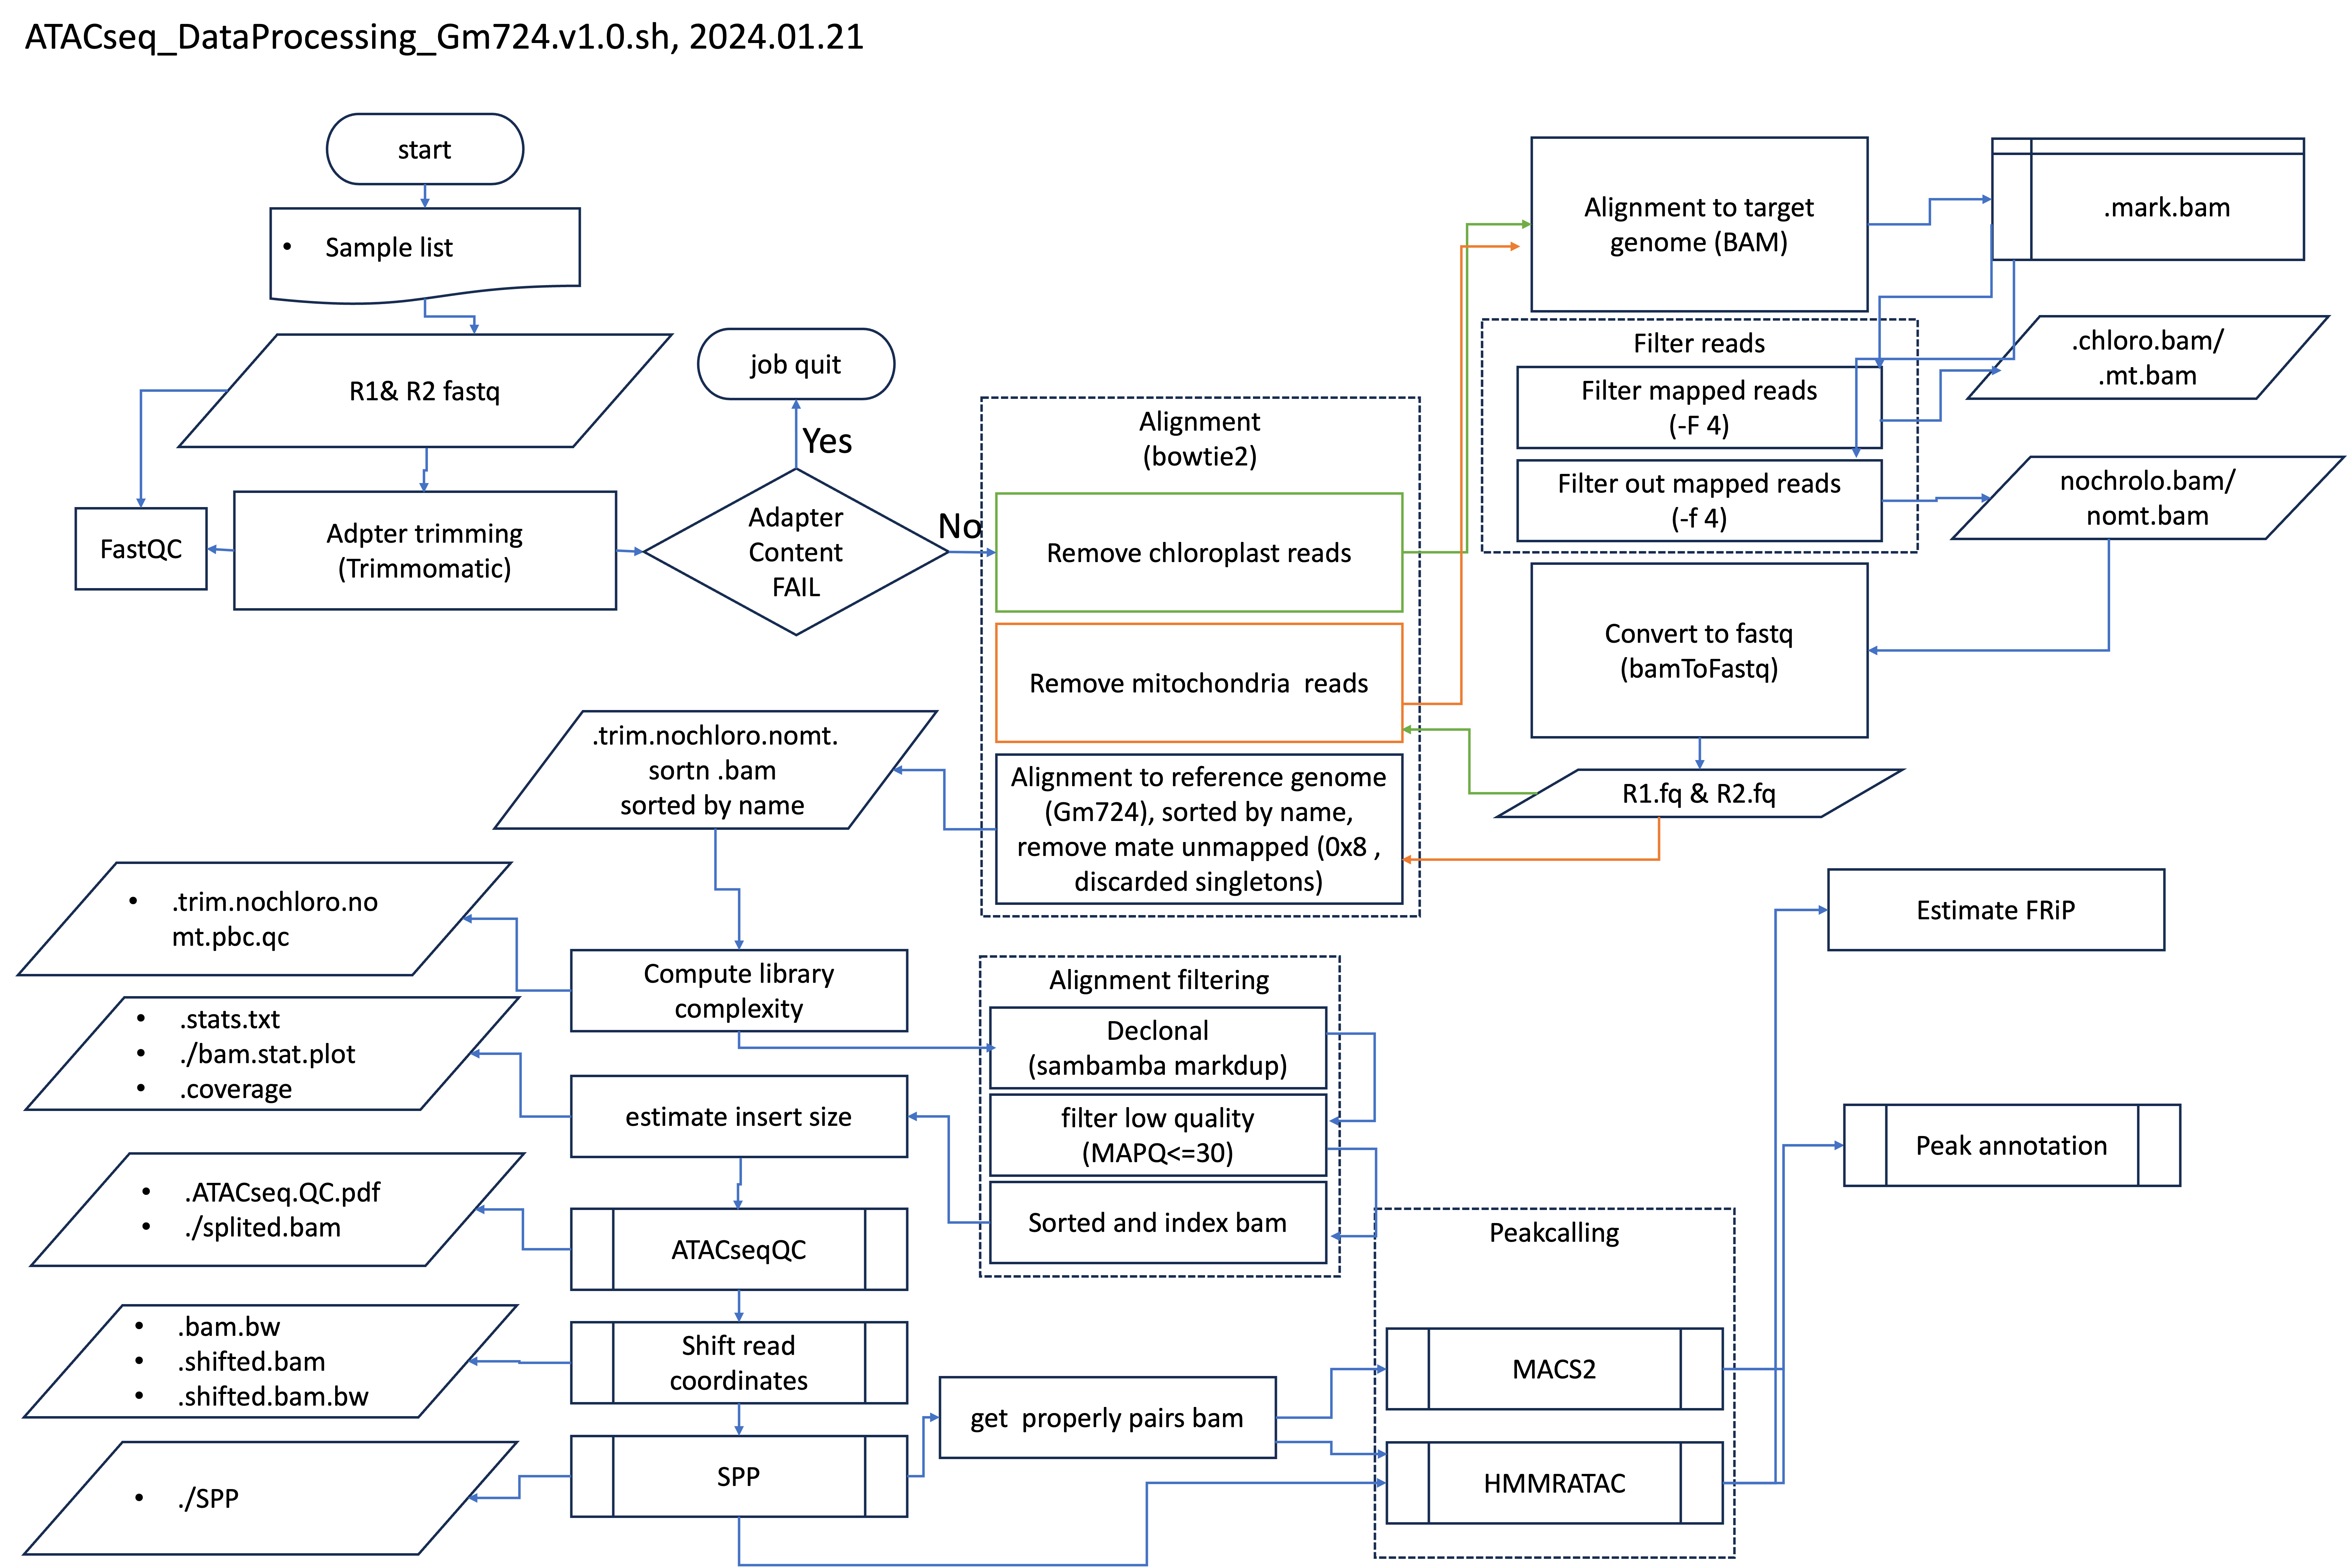 ATACseq_DataProcessing_Gm724.v1.0.sh, 2024.01.21
start
• Sample list
R1& R2 fastq
FastQC
Adpter trimming
(Trimmomatic)
job quit
Yes
Adapter
Content
FAIL
No
Alignment
(bowtie2)
Remove chloroplast reads
Remove mitochondria  reads
Alignment to reference genome
(Gm724), sorted by name,
remove mate unmapped (0x8 ,
discarded singletons)
Alignment to target
genome (BAM)
.mark.bam
Filter reads
Filter mapped reads
(-F 4)
Filter out mapped reads
(-f 4)
.chloro.bam/
.mt.bam
nochrolo.bam/
nomt.bam
Convert to fastq
(bamToFastq)
R1.fq & R2.fq
.trim.nochloro.nomt.
sortn .bam
sorted by name
• .trim.nochloro.no
mt.pbc.qc
Compute library
complexity
• .stats.txt
• ./bam.stat.plot
• .coverage
estimate insert size
Alignment filtering
Declonal
(sambamba markdup)
filter low quality
(MAPQ<=30)
Sorted and index bam
• .ATACseq.QC.pdf
• ./splited.bam
ATACseqQC
• .bam.bw
• .shifted.bam
• .shifted.bam.bw
Shift read
coordinates
• ./SPP
SPP
get  properly pairs bam
Peakcalling
MACS2
HMMRATAC
Estimate FRiP
Peak annotation